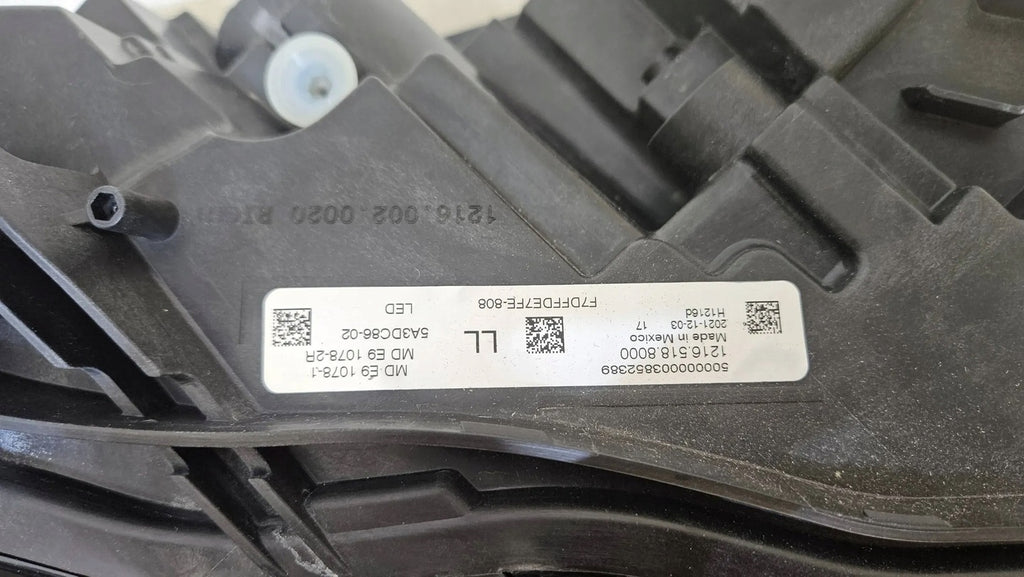 5000000003852389
1216.518.8000
Made in Mexico
2021-12-03 17
H1216d
LL
F7DFFDE7FE-808
MD E9 1078-1
MD E9 1078-2R
5A3DC86-02
LED
1216.002.0020